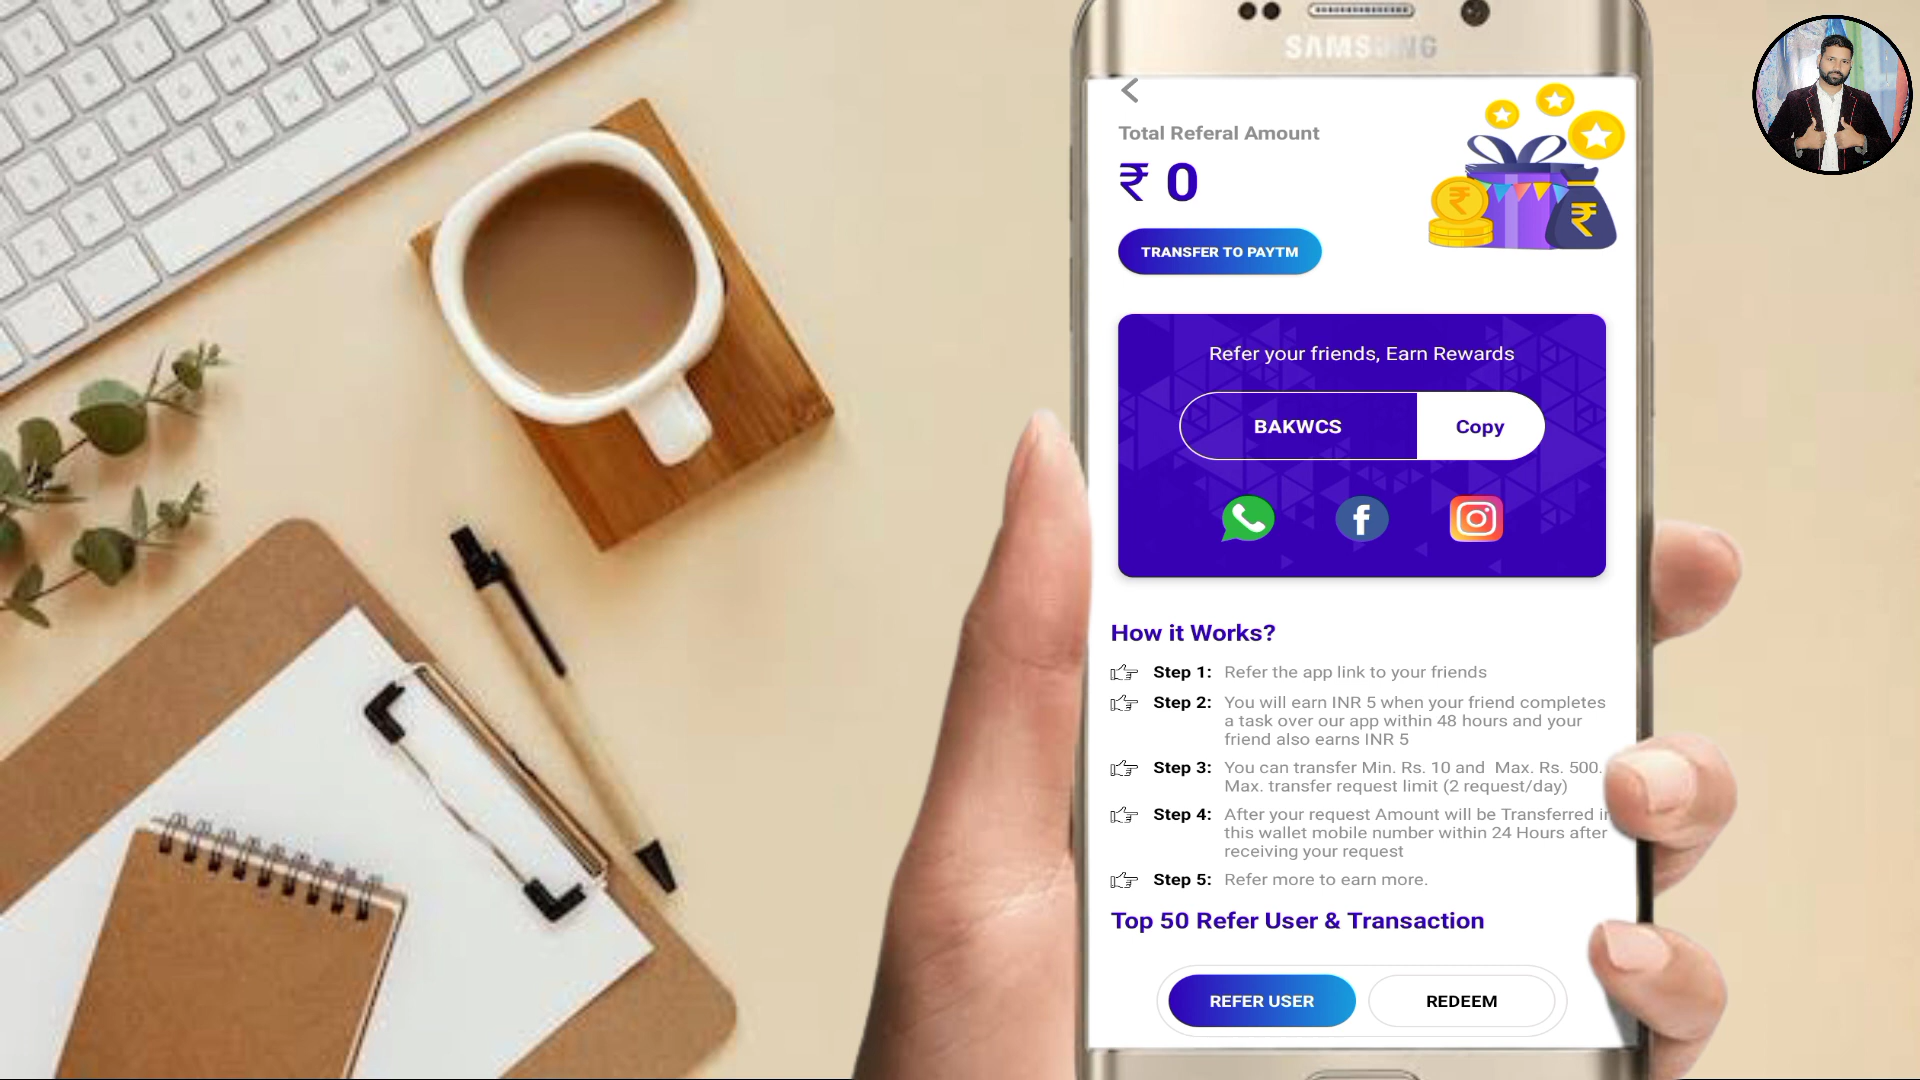 SAMSUNG
Total Referal Amount
₹ 0
TRANSFER TO PAYTM
Refer your friends, Earn Rewards
BAKWCS
Copy
How it Works?
Step 1: Refer the app link to your friends
Step 2: You will earn INR 5 when your friend completes
a task over our app within 48 hours and your
friend also earns INR 5
Step 3: You can transfer Min. Rs. 10 and Max. Rs. 500.
Max. transfer request limit (2 request/day)
Step 4: After your request Amount will be Transferred in
this wallet mobile number within 24 Hours after
receiving your request
Step 5: Refer more to earn more.
Top 50 Refer User & Transaction
REFER USER
REDEEM